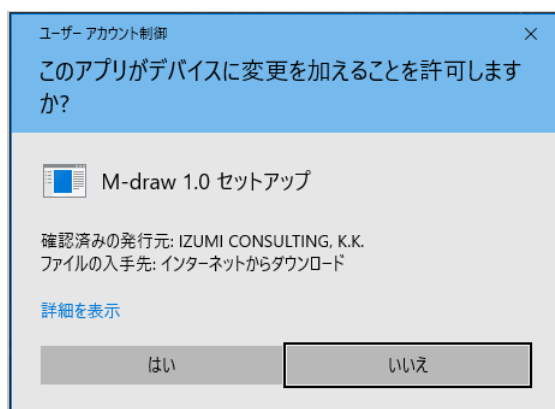 ユーザー アカウント制御
このアプリがデバイスに変更を加えることを許可します
か?
M-draw 1.0 セットアップ
確認済みの発行元: IZUMI CONSULTING, K.K.
ファイルの入手先: インターネットからダウンロード
詳細を表示
はい
いいえ